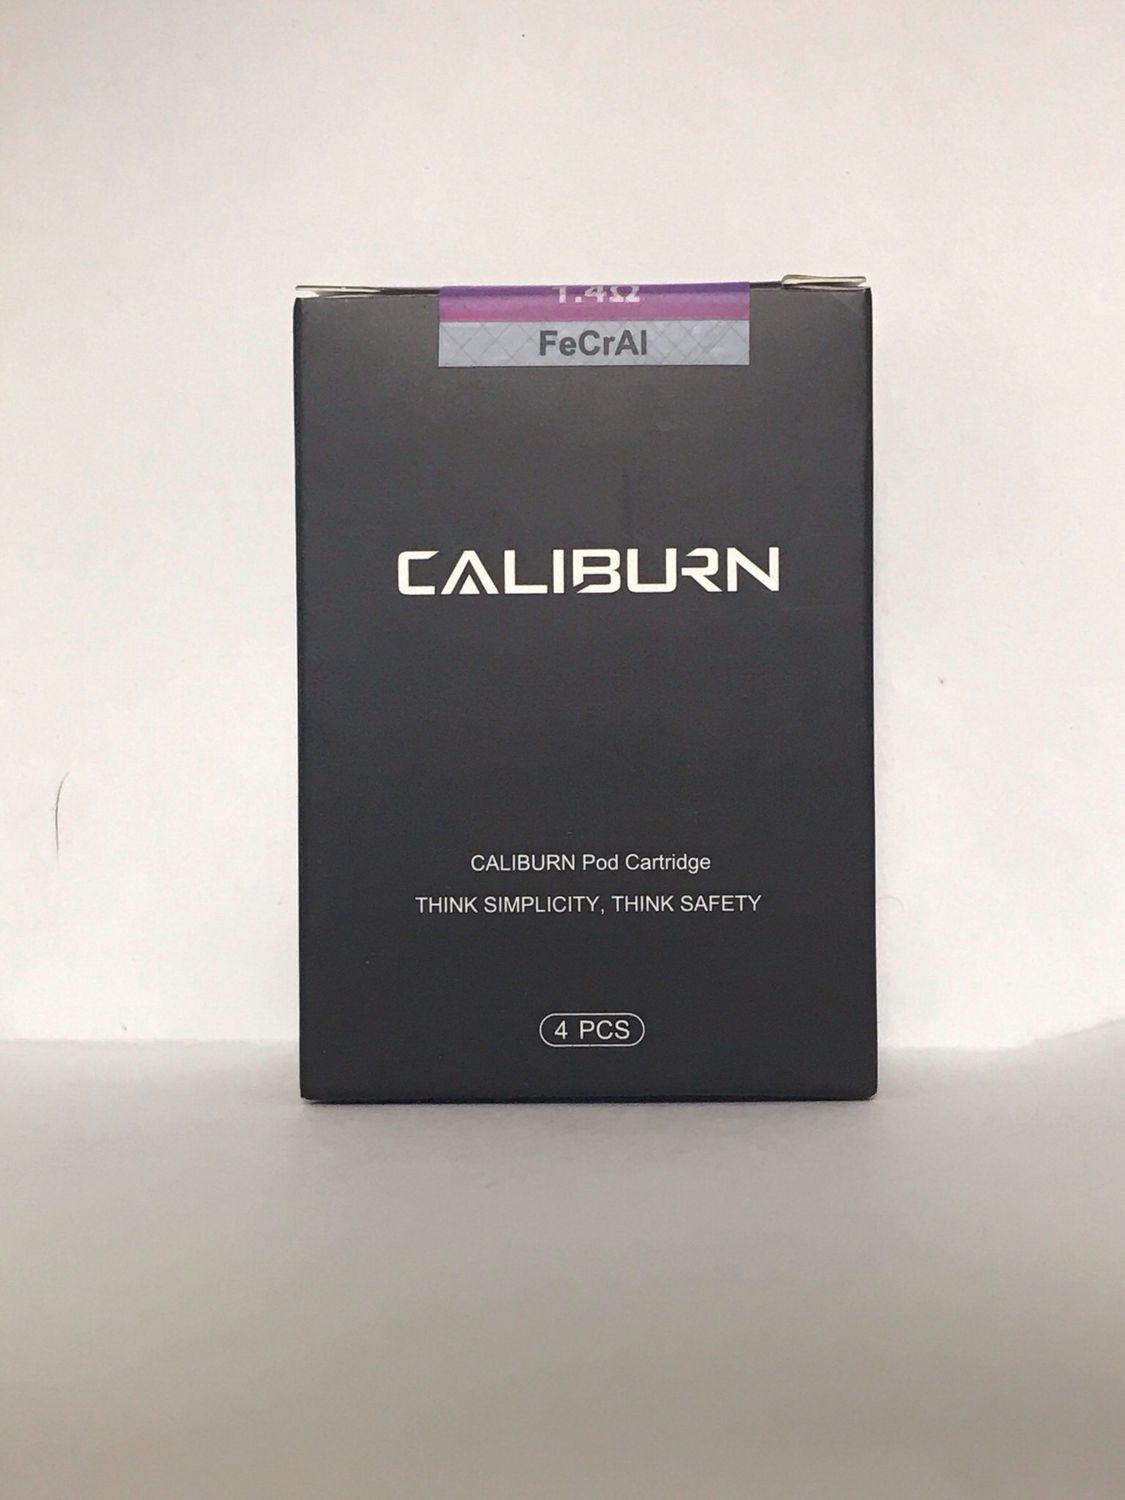 1.4Ω
FeCrAl
CALIBURN
CALIBURN Pod Cartridge
THINK SIMPLICITY, THINK SAFETY
4 PCS